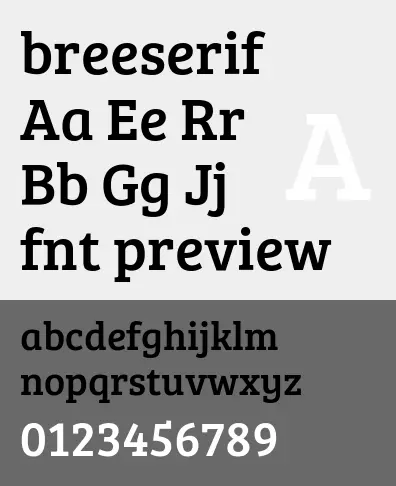 breeserif
Aa Ee Rr
A
Bb Gg Jj
fnt preview
abcdefghijklm
nopqrstuvwxyz
0123456789